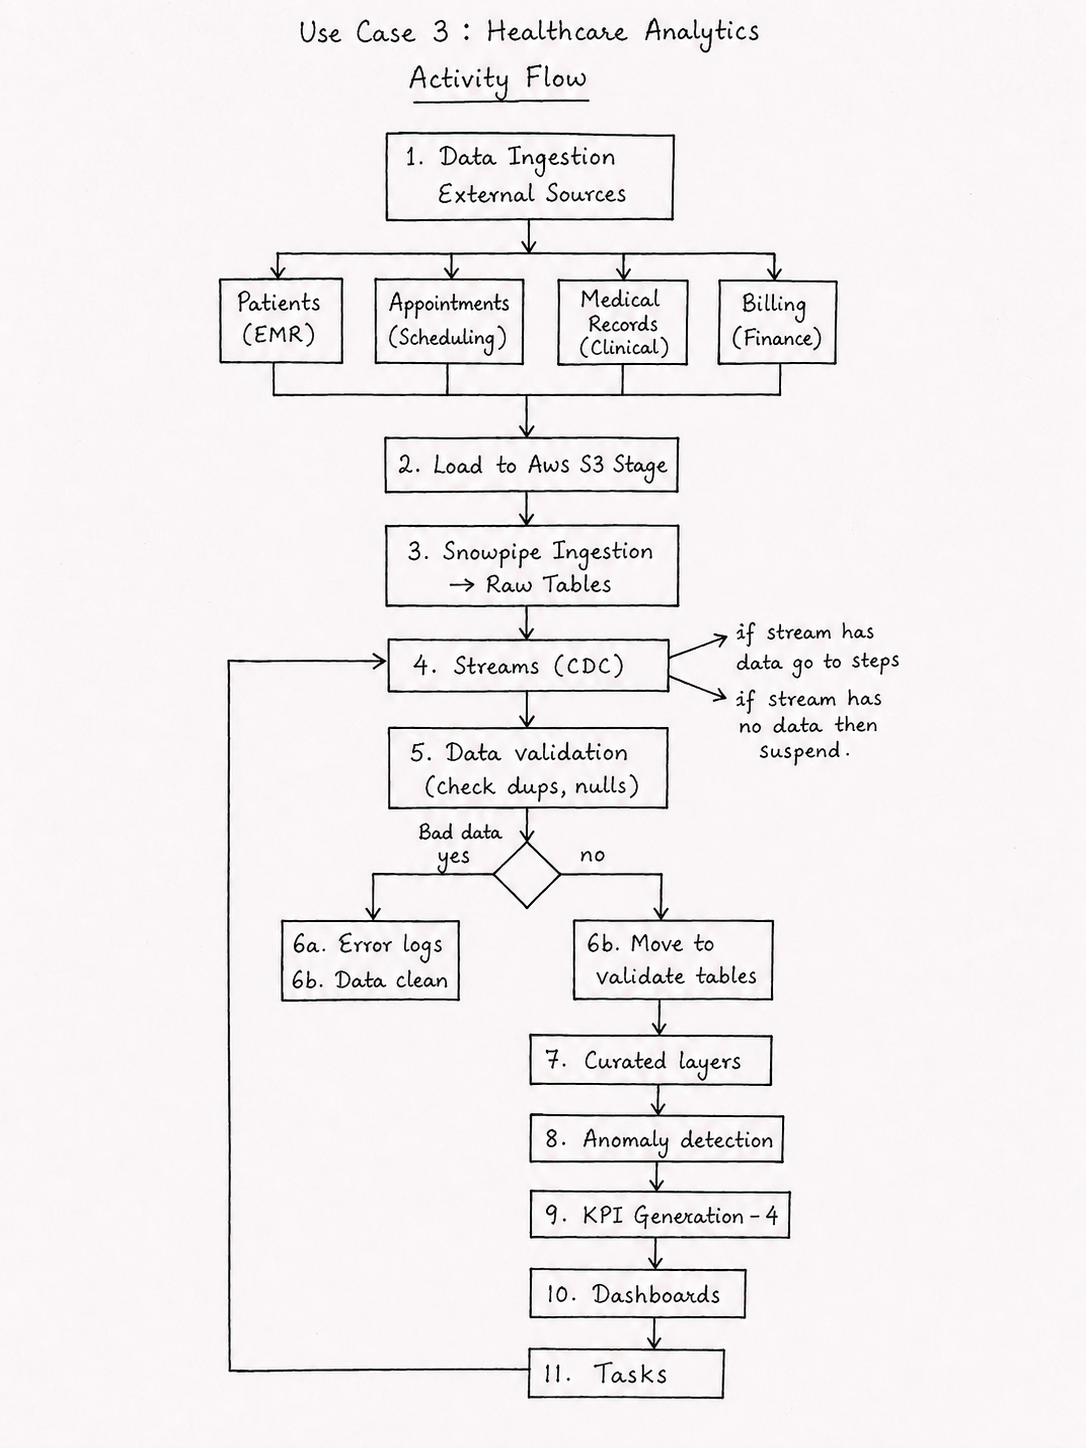 Use Case 3 : Healthcare Analytics
Activity Flow
1. Data Ingestion
External Sources
Patients
(EMR)
Appointments
(Scheduling)
Medical
Records
(Clinical)
Billing
(Finance)
2. Load to Aws S3 Stage
3. Snowpipe Ingestion
→ Raw Tables
4. Streams (CDC)
if stream has
data go to steps
if stream has
no data then
suspend.
5. Data validation
(check dups, nulls)
Bad data
yes
no
6a. Error logs
6b. Data clean
6b. Move to
validate tables
7. Curated layers
8. Anomaly detection
9. KPI Generation - 4
10. Dashboards
11. Tasks